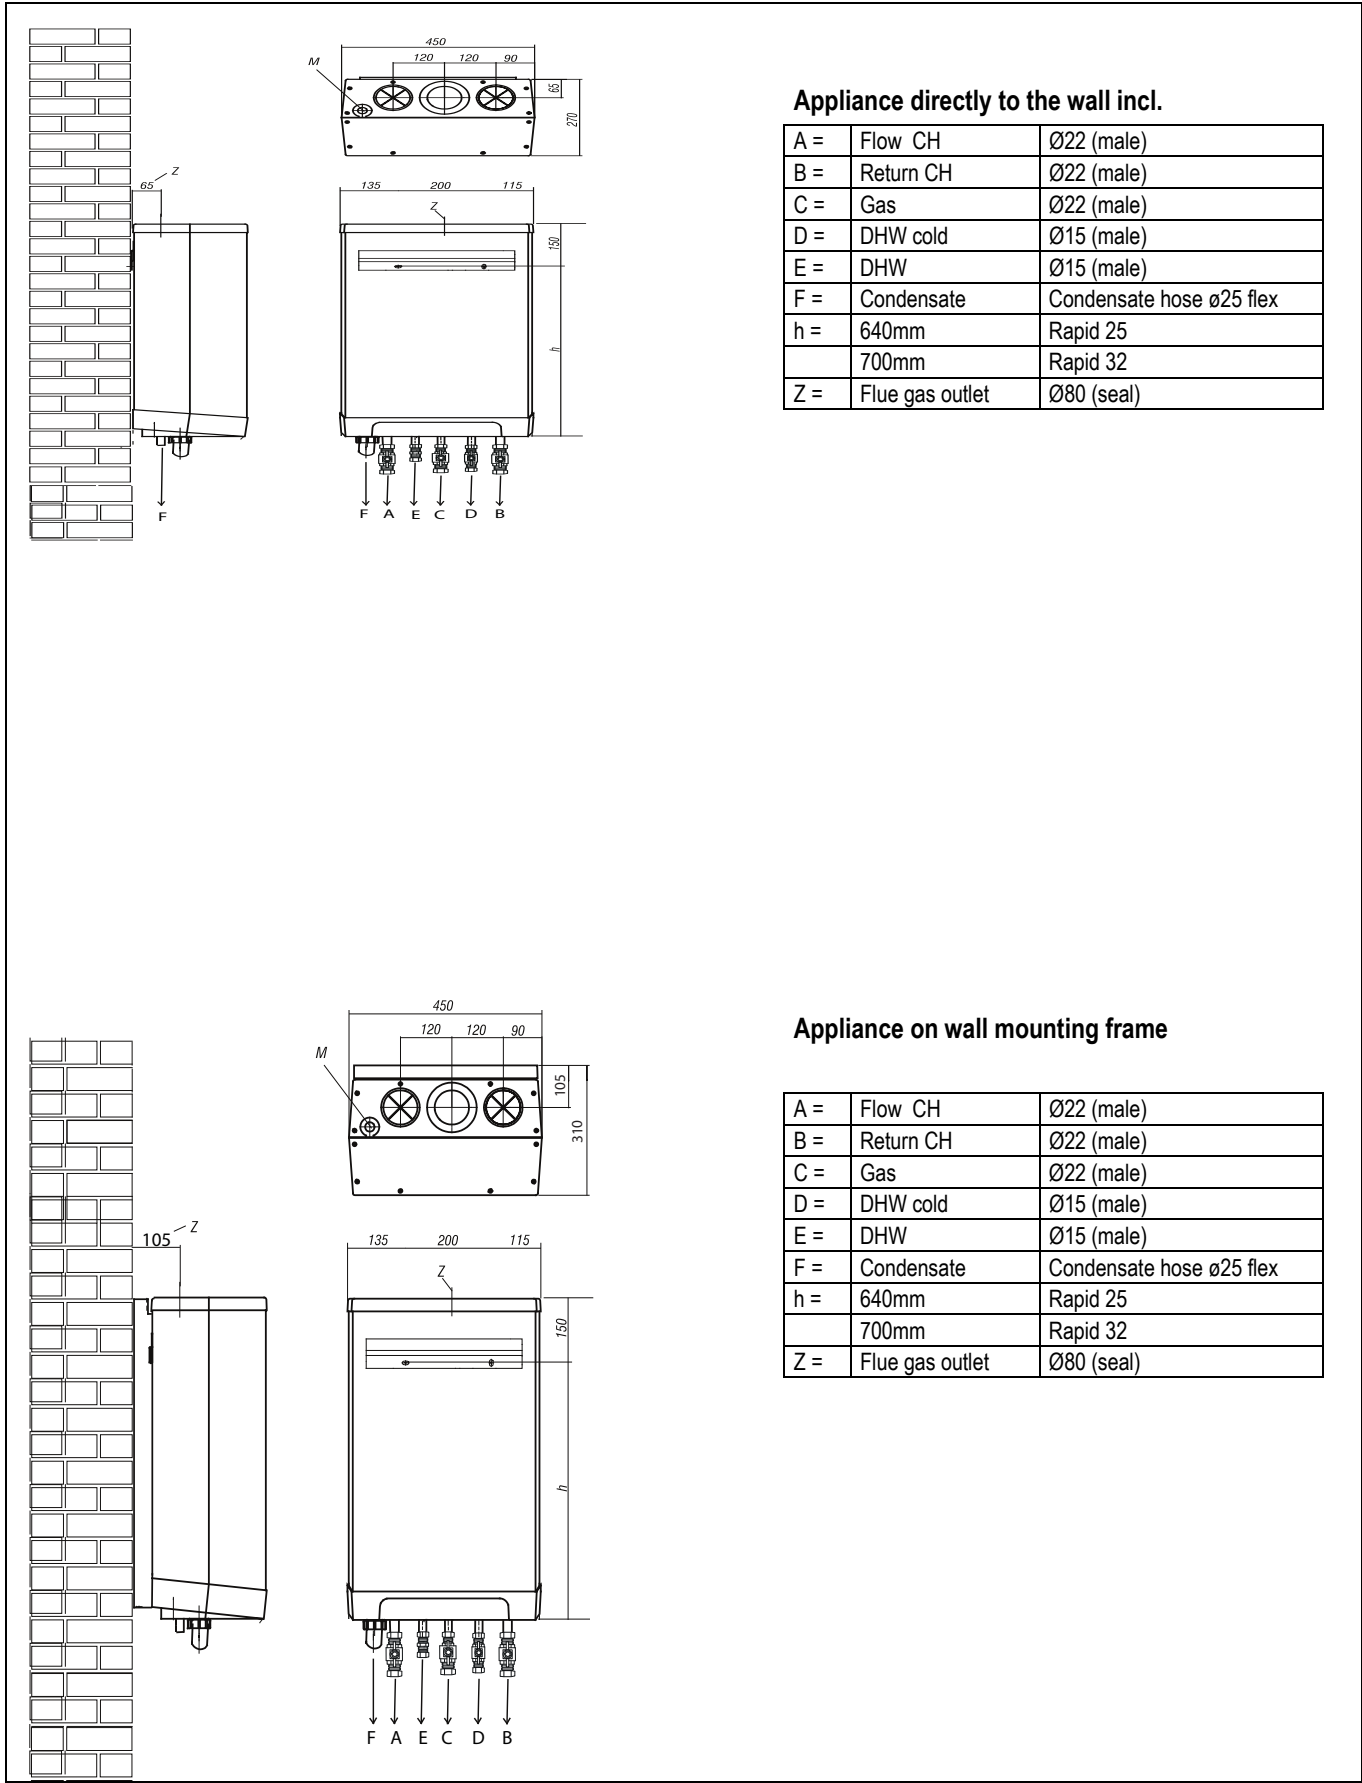 450
120 120 90
M
65
270
Z
65
135 200 115
Z
150
h
F
F A E C D B
Appliance directly to the wall incl.
A = Flow CH Ø22 (male)
B = Return CH Ø22 (male)
C = Gas Ø22 (male)
D = DHW cold Ø15 (male)
E = DHW Ø15 (male)
F = Condensate Condensate hose ø25 flex
h = 640mm Rapid 25
700mm Rapid 32
Z = Flue gas outlet Ø80 (seal)
450
120 120 90
M
105
310
Z
105
135 200 115
Z
150
h
F A E C D B
Appliance on wall mounting frame
A = Flow CH Ø22 (male)
B = Return CH Ø22 (male)
C = Gas Ø22 (male)
D = DHW cold Ø15 (male)
E = DHW Ø15 (male)
F = Condensate Condensate hose ø25 flex
h = 640mm Rapid 25
700mm Rapid 32
Z = Flue gas outlet Ø80 (seal)